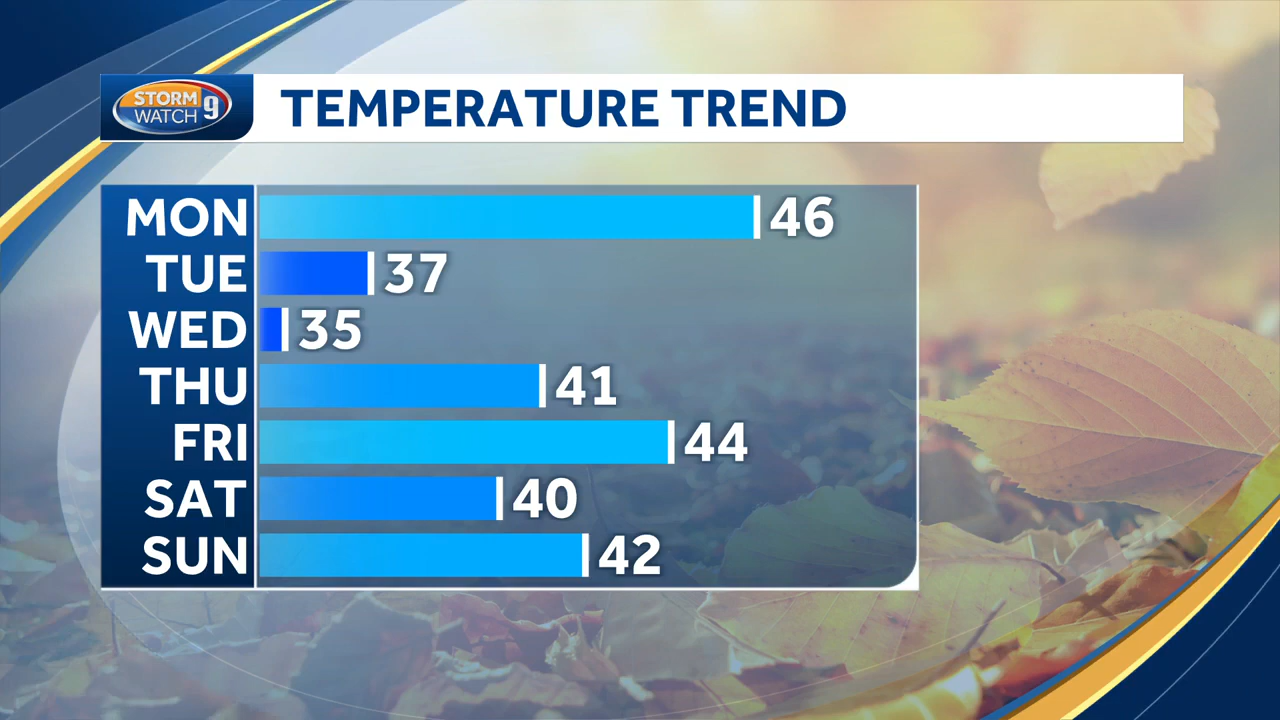 STORM
WATCH 9
TEMPERATURE TREND
MON 46
TUE 37
WED 35
THU 41
FRI 44
SAT 40
SUN 42